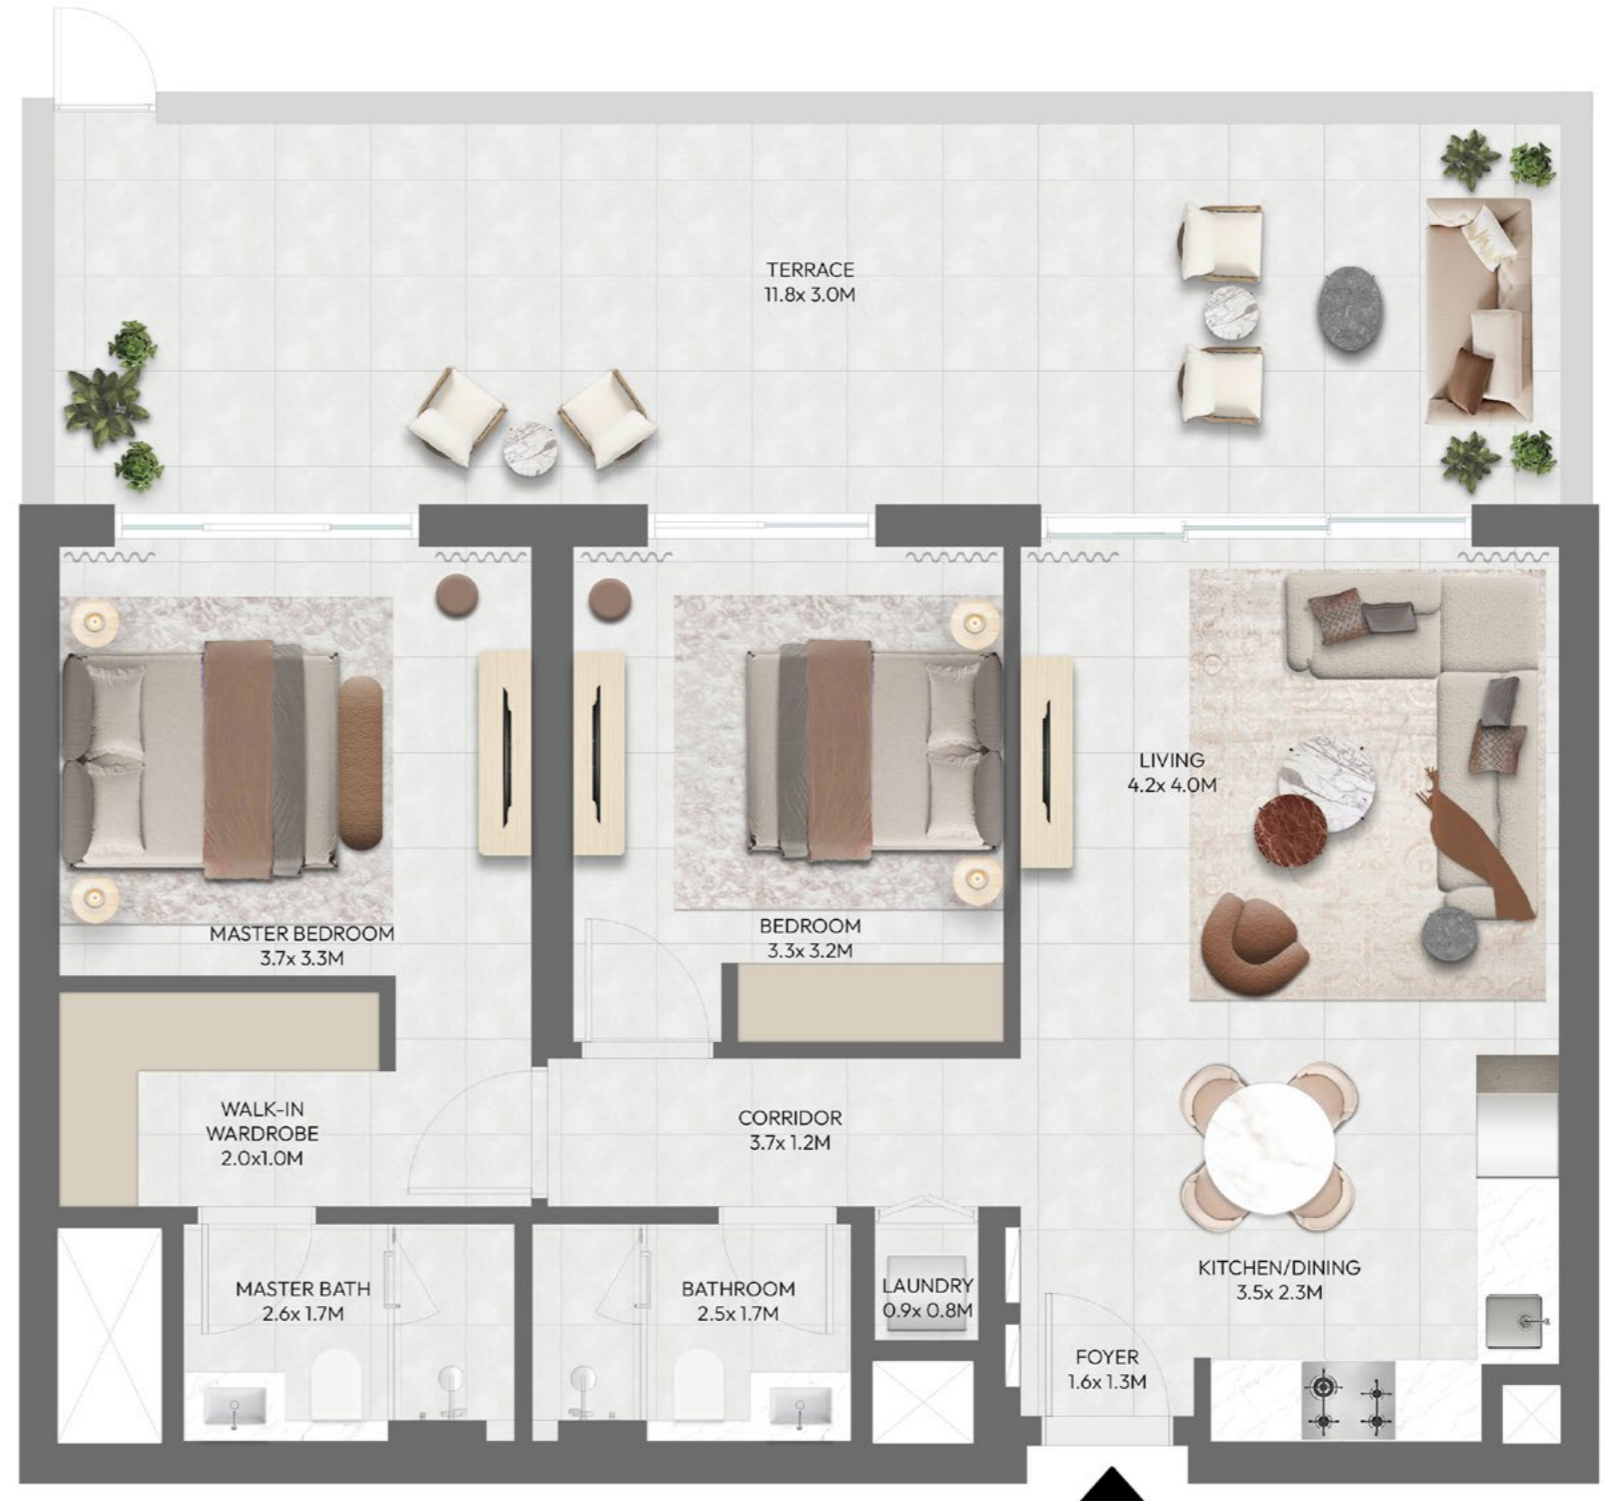 TERRACE
11.8x 3.0M
LIVING
4.2x 4.0M
MASTER BEDROOM
3.7x 3.3M
BEDROOM
3.3x 3.2M
WALK-IN
WARDROBE
2.0x1.0M
CORRIDOR
3.7x 1.2M
KITCHEN/DINING
3.5x 2.3M
MASTER BATH
2.6x 1.7M
BATHROOM
2.5x 1.7M
LAUNDRY
0.9x 0.8M
FOYER
1.6x 1.3M